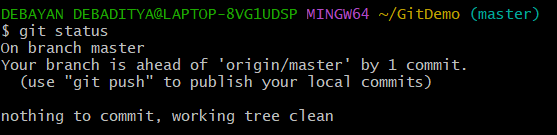 DEBAYAN DEBADITYA@LAPTOP-8VG1UDSP MINGW64 ~/GitDemo (master)
$ git status
On branch master
Your branch is ahead of 'origin/master' by 1 commit.
  (use "git push" to publish your local commits)

nothing to commit, working tree clean